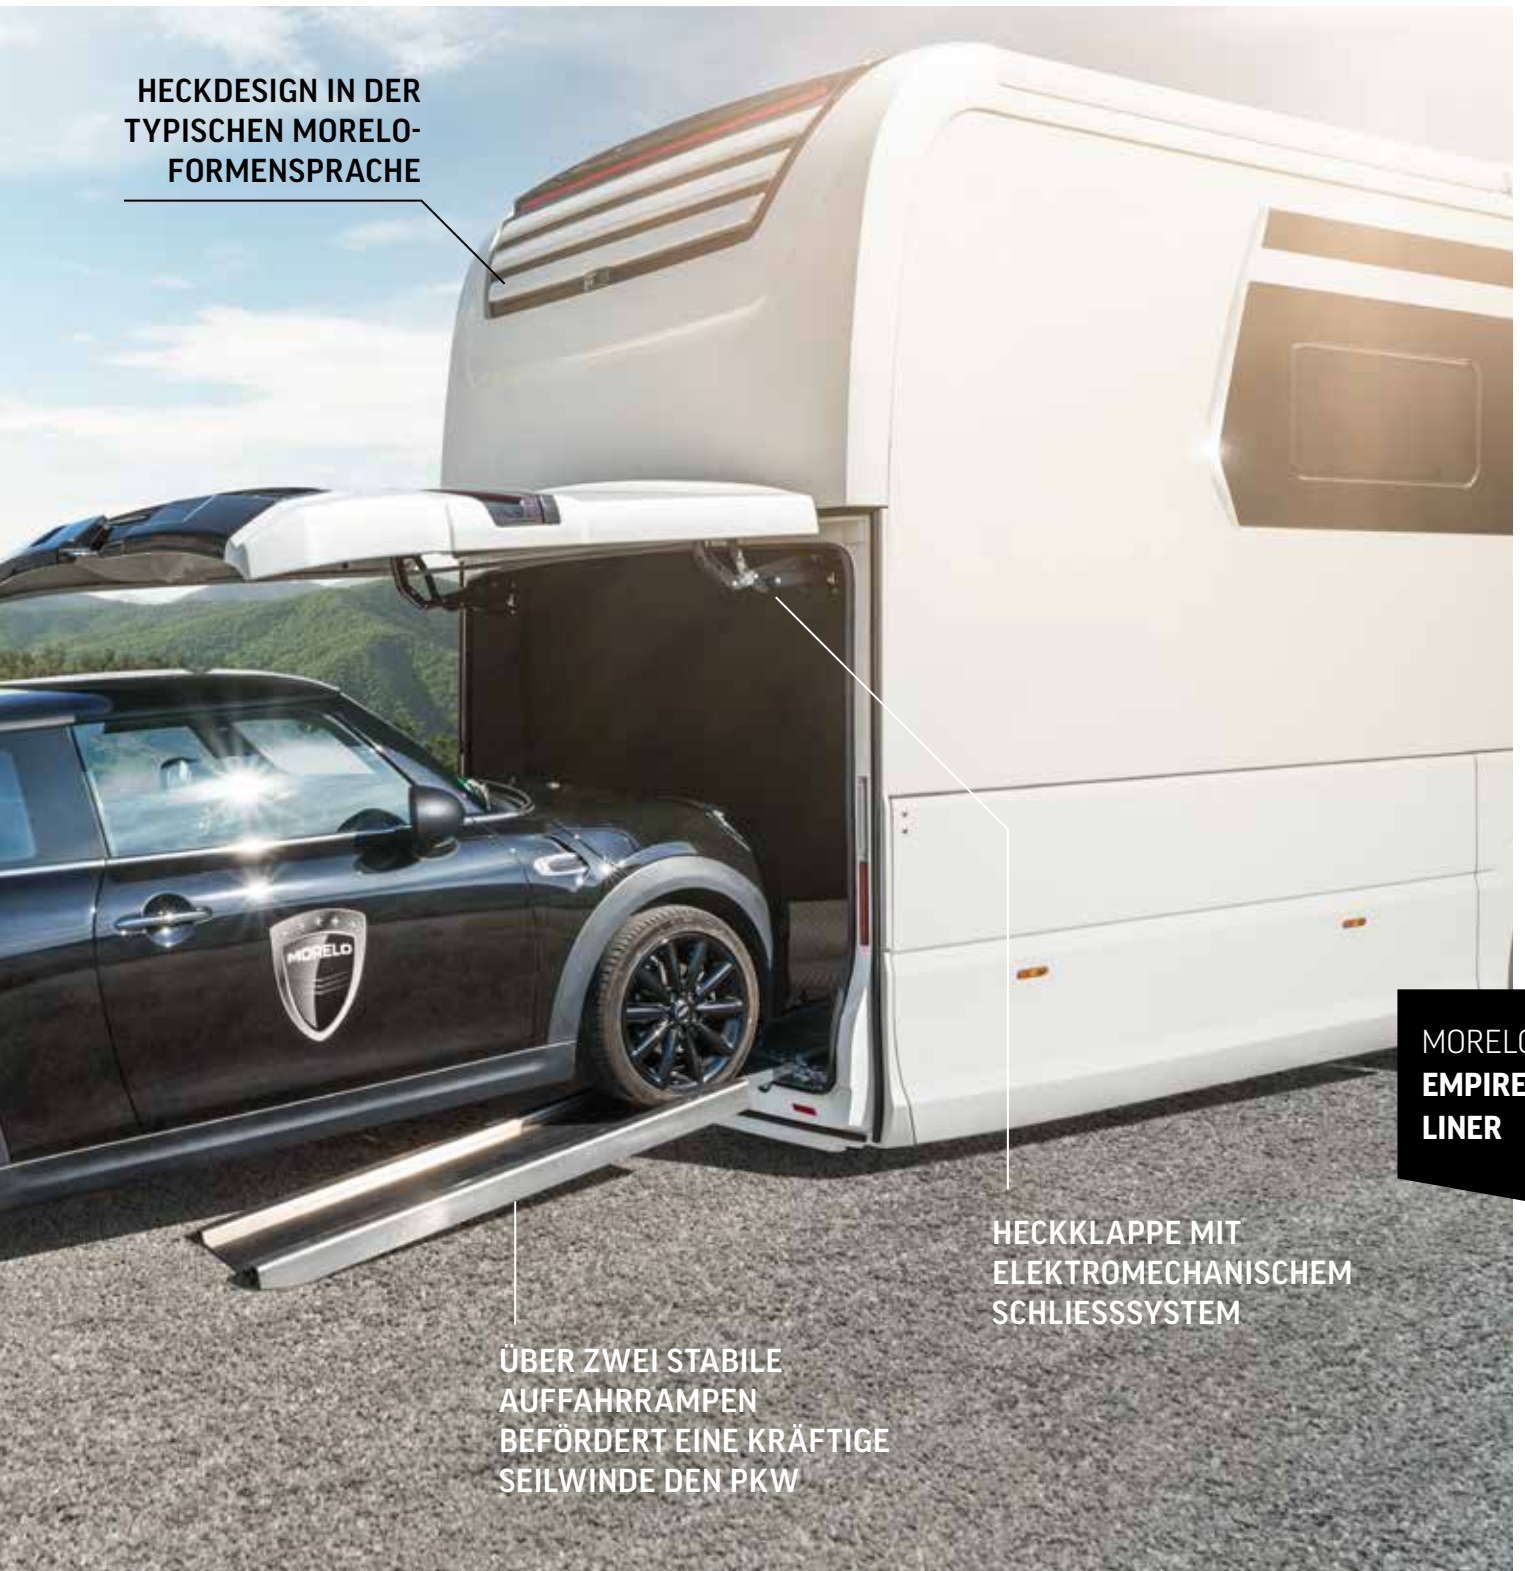 HECKDESIGN IN DER
TYPISCHEN MORELO-
FORMENSPRACHE
MORELO
MORELO
EMPIRE
LINER
HECKKLAPPE MIT
ELEKTROMECHANISCHEM
SCHLIESSSYSTEM
ÜBER ZWEI STABILE
AUFFAHRRAMPEN
BEFÖRDERT EINE KRÄFTIGE
SEILWINDE DEN PKW